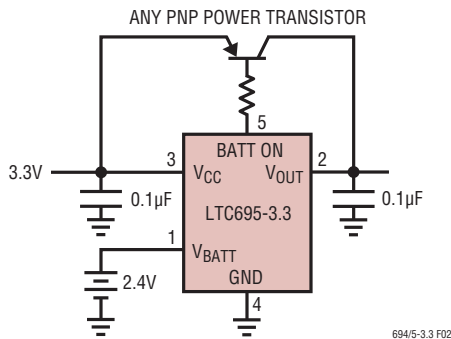 ANY PNP POWER TRANSISTOR
5
BATT ON
3.3V
3
VCC
VOUT
2
0.1µF
LTC695-3.3
0.1µF
1
VBATT
2.4V
GND
4
694/5-3.3 F02